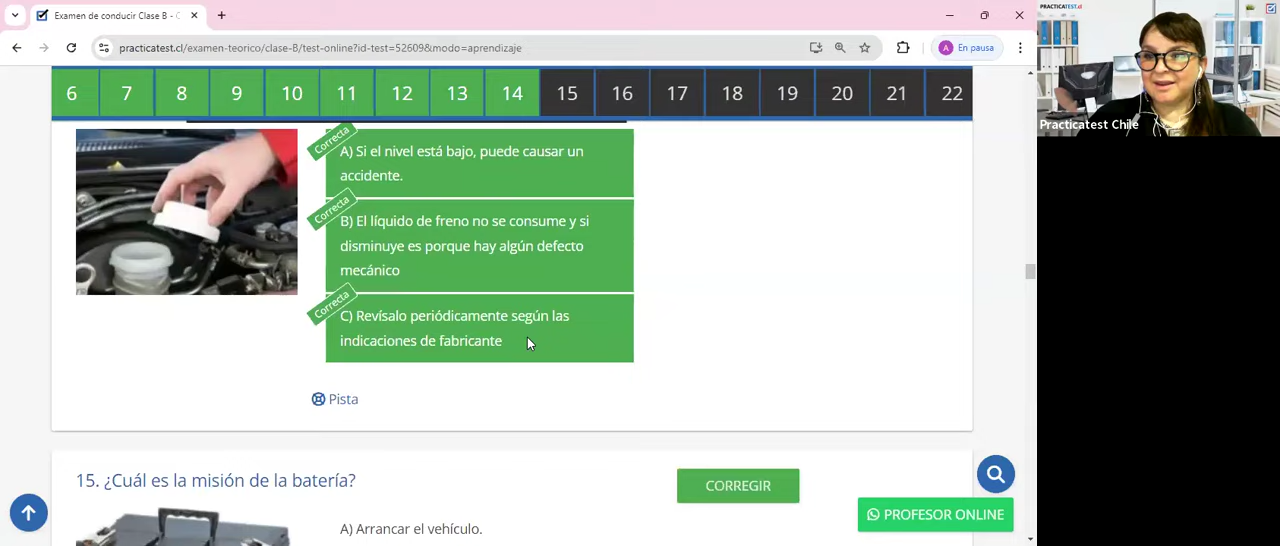 Examen de conducir Clase B - C
practicatest.cl/examen-teorico/clase-B/test-online?id-test=52609&modo=aprendizaje
A
En pausa
PRACTICATEST.cl
6 7 8 9 10 11 12 13 14 15 16 17 18 19 20 21 22
Practicatest Chile
Correcta
A) Si el nivel está bajo, puede causar un
accidente.
Correcta
B) El líquido de freno no se consume y si
disminuye es porque hay algún defecto
mecánico
Correcta
C) Revísalo periódicamente según las
indicaciones de fabricante
Pista
15. ¿Cuál es la misión de la batería?
CORREGIR
PROFESOR ONLINE
A) Arrancar el vehículo.